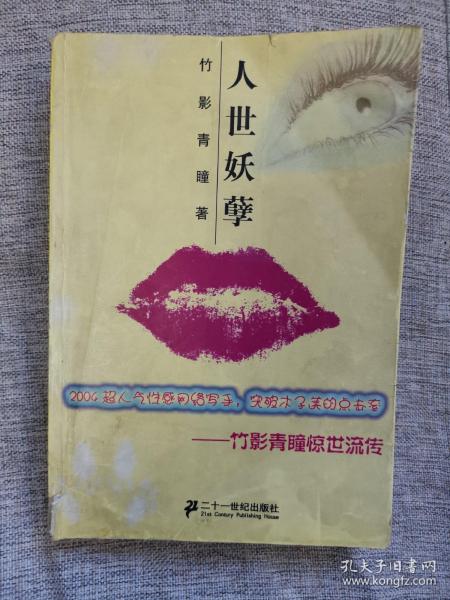 人世妖孽
竹影青瞳著
2004超人气性感网络写手，突破木子美的点击率
——竹影青瞳惊世流传
21
二十一世纪出版社
21st Century Publishing House
孔夫子旧书网
www.kongfz.com